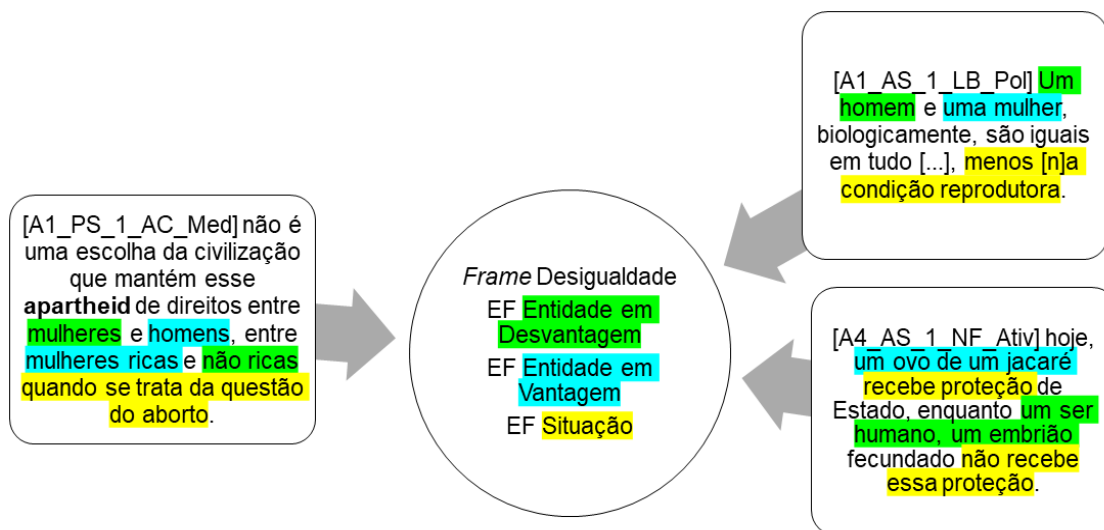 [A1_PS_1_AC_Med] não é
uma escolha da civilização
que mantém esse
apartheid de direitos entre
mulheres e homens, entre
mulheres ricas e não ricas
quando se trata da questão
do aborto.
Frame Desigualdade
EF Entidade em
Desvantagem
EF Entidade em
Vantagem
EF Situação
[A1_AS_1_LB_Pol] Um
homem e uma mulher,
biologicamente, são iguais
em tudo [...], menos [n]a
condição reprodutora.
[A4_AS_1_NF_Ativ] hoje,
um ovo de um jacaré
recebe proteção de
Estado, enquanto um ser
humano, um embrião
fecundado não recebe
essa proteção.